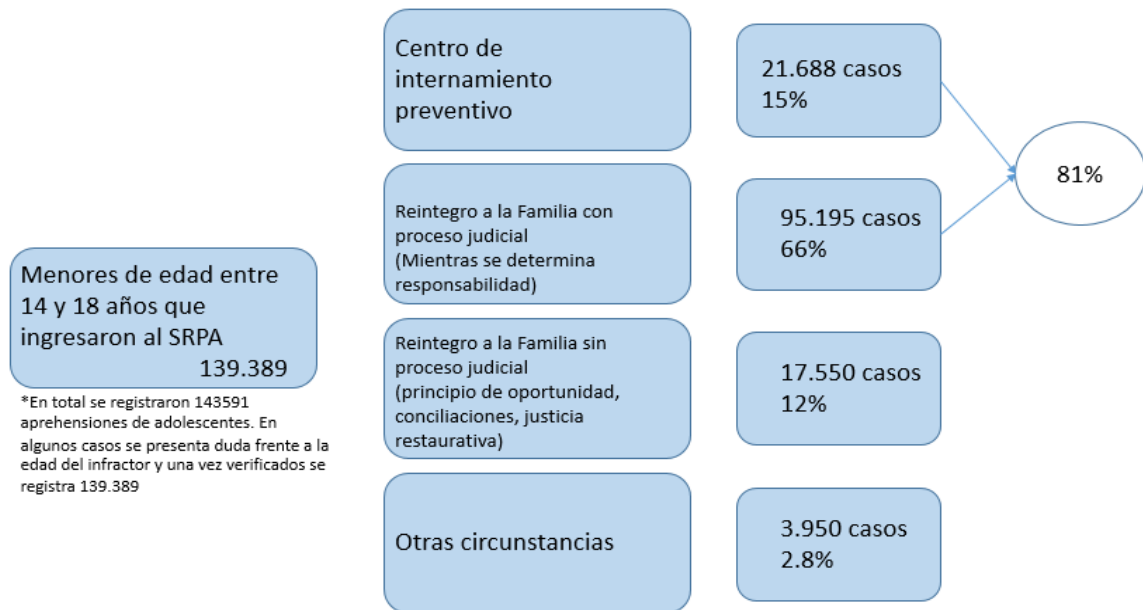 Centro de
internamiento
preventivo
21.688 casos
15%
81%
Reintegro a la Familia con
proceso judicial
(Mientras se determina
responsabilidad)
95.195 casos
66%
Menores de edad entre
14 y 18 años que
ingresaron al SRPA
139.389
*En total se registraron 143591
aprehensiones de adolescentes. En
algunos casos se presenta duda frente a la
edad del infractor y una vez verificados se
registra 139.389
Reintegro a la Familia sin
proceso judicial
(principio de oportunidad,
conciliaciones, justicia
restaurativa)
17.550 casos
12%
Otras circunstancias
3.950 casos
2.8%